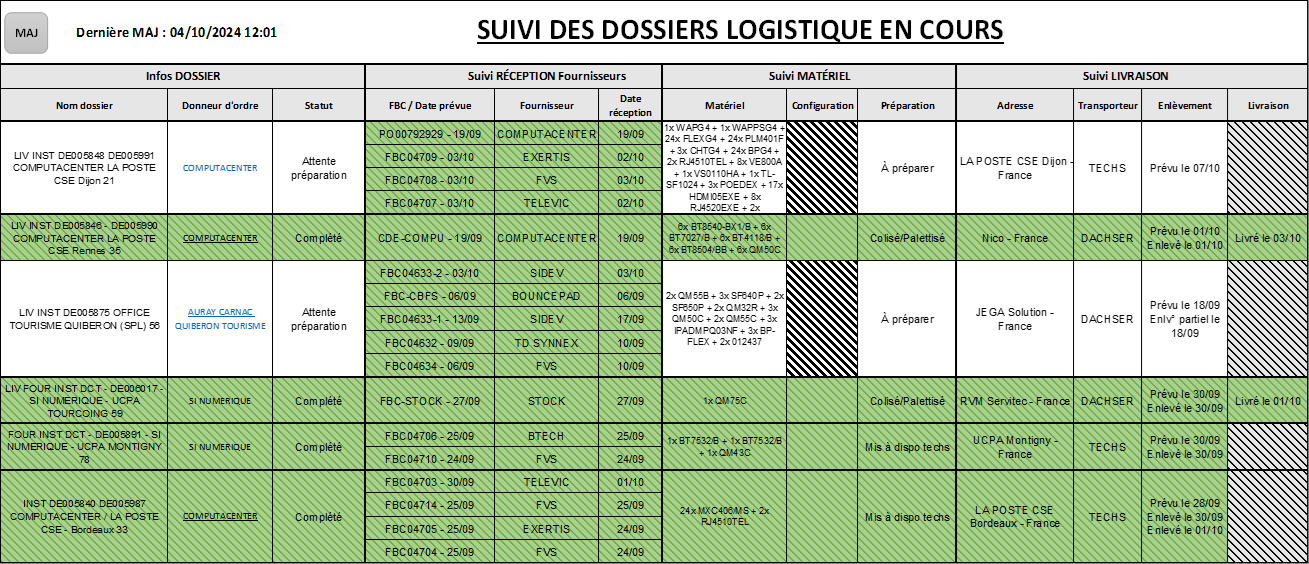 MAJ
Dernière MAJ : 04/10/2024 12:01
SUIVI DES DOSSIERS LOGISTIQUE EN COURS
Infos DOSSIER
Suivi RÉCEPTION Fournisseurs
Suivi MATÉRIEL
Suivi LIVRAISON
Nom dossier
Donneur d'ordre
Statut
FBC / Date prévue
Fournisseur
Date
réception
Matériel
Configuration
Préparation
Adresse
Transporteur
Enlèvement
Livraison
LIV INST DE005848 DE005991
COMPUTACENTER LA POSTE
CSE Dijon 21
COMPUTACENTER
Attente
préparation
PO00792929 - 19/09
COMPUTACENTER
19/09
FBC04709 - 03/10
EXERTIS
02/10
FBC04708 - 03/10
FVS
03/10
FBC04707 - 03/10
TELEVIC
02/10
1x WAPG4 + 1x WAPPSG4 +
24x FLEXG4 + 24x PLM401F
+ 3x CHTG4 + 24x BPG4 +
2x RJ4510TEL + 8x VE800A
+ 1x VS0110HA + 1x TL-
SF1024 + 3x POEDEX + 17x
HDMI05EXE + 8x
RJ4520EXE + 2x
À préparer
LA POSTE CSE Dijon -
France
TECHS
Prévu le 07/10
LIV INST DE005846 - DE005990
COMPUTACENTER LA POSTE
CSE Rennes 35
COMPUTACENTER
Complété
CDE-COMPU - 19/09
COMPUTACENTER
19/09
6x BT8540-BX1/B + 6x
BT7027/B + 6x BT4118/B +
6x BT8504/BB + 6x QM50C
Colisé/Palettisé
Nico - France
DACHSER
Prévu le 01/10
Enlevé le 01/10
Livré le 03/10
LIV INST DE005875 OFFICE
TOURISME QUIBERON (SPL) 56
AURAY CARNAC
QUIBERON TOURISME
Attente
préparation
FBC04633-2 - 03/10
SIDEV
03/10
FBC-CBFS - 06/09
BOUNCEPAD
06/09
FBC04633-1 - 13/09
SIDEV
17/09
FBC04632 - 09/09
TD SYNNEX
10/09
FBC04634 - 06/09
FVS
10/09
2x QM55B + 3x SF640P + 2x
SF650P + 2x QM32R + 3x
QM50C + 2x QM55C + 3x
IPADMPQ03NF + 3x BP-
FLEX + 2x 012437
À préparer
JEGA Solution -
France
DACHSER
Prévu le 18/09
Enlv° partiel le
18/09
LIV FOUR INST DCT - DE006017 -
SI NUMERIQUE - UCPA
TOURCOING 59
SI NUMERIQUE
Complété
FBC-STOCK - 27/09
STOCK
27/09
1x QM75C
Colisé/Palettisé
RVM Servitec - France
DACHSER
Prévu le 30/09
Enlevé le 30/09
Livré le 01/10
FOUR INST DCT - DE005891 - SI
NUMERIQUE - UCPA MONTIGNY
78
SI NUMERIQUE
Complété
FBC04706 - 25/09
BTECH
25/09
FBC04710 - 24/09
FVS
24/09
1x BT7532/B + 1x BT7532/B
+ 1x QM43C
Mis à dispo techs
UCPA Montigny -
France
TECHS
Prévu le 30/09
Enlevé le 30/09
INST DE005840 DE005987
COMPUTACENTER / LA POSTE
CSE - Bordeaux 33
COMPUTACENTER
Complété
FBC04703 - 30/09
TELEVIC
01/10
FBC04714 - 25/09
FVS
25/09
FBC04705 - 25/09
EXERTIS
24/09
FBC04704 - 25/09
FVS
24/09
24x MXC406/MS + 2x
RJ4510TEL
Mis à dispo techs
LA POSTE CSE
Bordeaux - France
TECHS
Prévu le 28/09
Enlevé le 30/09
Enlevé le 01/10